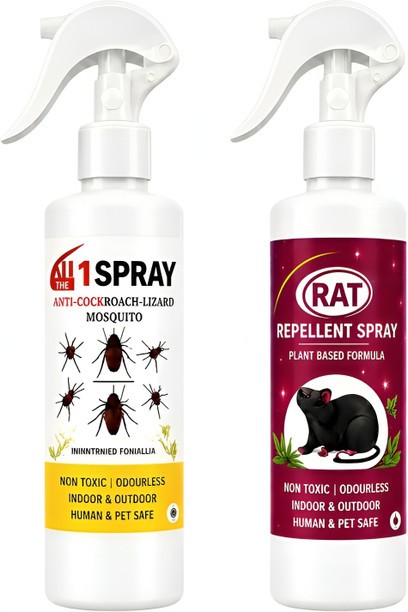 ALL
THE
1 SPRAY
ANTI-COCKROACH-LIZARD
MOSQUITO
ININNTRNIED FONIALLIA
NON TOXIC | ODOURLESS
INDOOR & OUTDOOR
HUMAN & PET SAFE
RAT
REPELLENT SPRAY
PLANT BASED FORMULA
NON TOXIC | ODOURLESS
INDOOR & OUTDOOR
HUMAN & PET SAFE